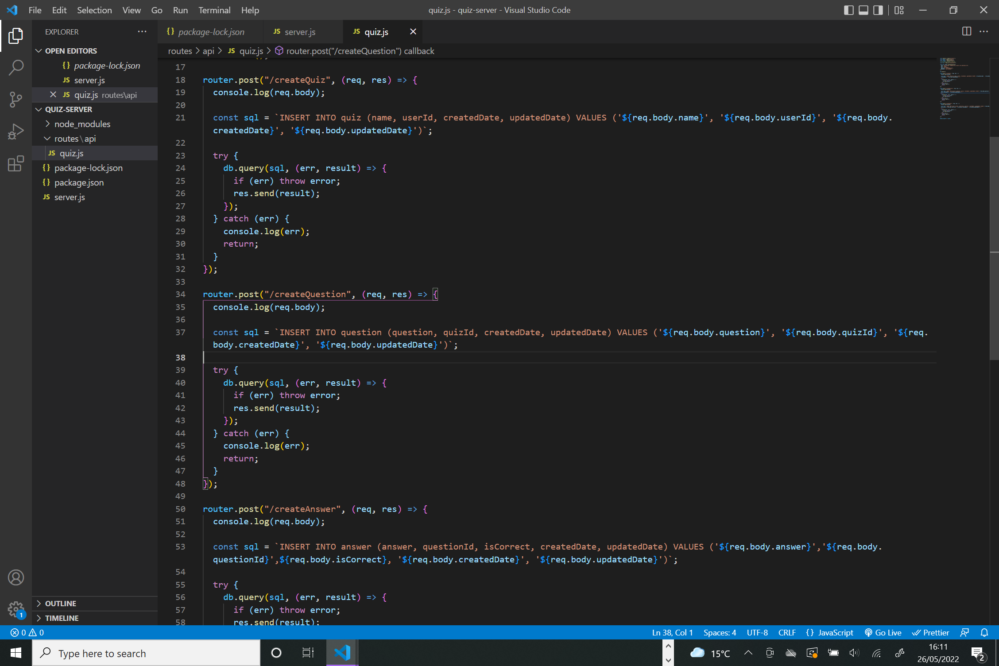 File Edit Selection View Go Run Terminal Help
quiz.js - quiz-server - Visual Studio Code
EXPLORER
OPEN EDITORS
{} package-lock.json
JS server.js
JS quiz.js routes\api
QUIZ-SERVER
node_modules
routes\api
JS quiz.js
{} package-lock.json
{} package.json
JS server.js
OUTLINE
TIMELINE
{} package-lock.json
JS server.js
JS quiz.js
routes > api > JS quiz.js > router.post("/createQuestion") callback
17
18 router.post("/createQuiz", (req, res) => {
19 console.log(req.body);
20
21 const sql = `INSERT INTO quiz (name, userId, createdDate, updatedDate) VALUES ('${req.body.name}', '${req.body.userId}', '${req.body.
createdDate}', '${req.body.updatedDate}')`;
22
23 try {
24 db.query(sql, (err, result) => {
25 if (err) throw error;
26 res.send(result);
27 });
28 } catch (err) {
29 console.log(err);
30 return;
31 }
32 });
33
34 router.post("/createQuestion", (req, res) => {
35 console.log(req.body);
36
37 const sql = `INSERT INTO question (question, quizId, createdDate, updatedDate) VALUES ('${req.body.question}', '${req.body.quizId}', '${req.
body.createdDate}', '${req.body.updatedDate}')`;
38
39 try {
40 db.query(sql, (err, result) => {
41 if (err) throw error;
42 res.send(result);
43 });
44 } catch (err) {
45 console.log(err);
46 return;
47 }
48 });
49
50 router.post("/createAnswer", (req, res) => {
51 console.log(req.body);
52
53 const sql = `INSERT INTO answer (answer, questionId, isCorrect, createdDate, updatedDate) VALUES ('${req.body.answer}','${req.body.
questionId}',${req.body.isCorrect}, '${req.body.createdDate}', '${req.body.updatedDate}')`;
54
55 try {
56 db.query(sql, (err, result) => {
57 if (err) throw error;
58 res.send(result);
1
0 0
Ln 38, Col 1 Spaces: 4 UTF-8 CRLF {} JavaScript Go Live Prettier
Type here to search
15°C
16:11
26/05/2022
2